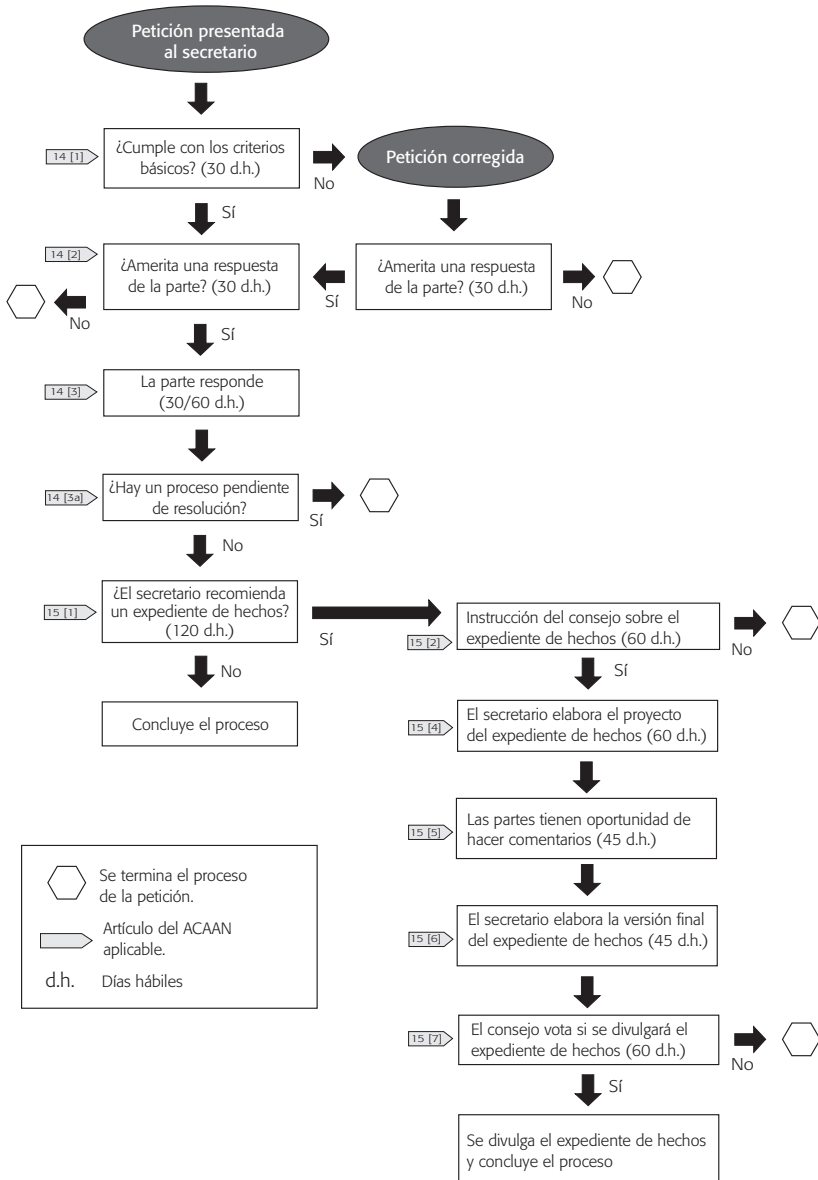 Petición presentada
al secretario
14 [1]
¿Cumple con los criterios
básicos? (30 d.h.)
No
Petición corregida
Sí
14 [2]
¿Amerita una respuesta
de la parte? (30 d.h.)
Sí
¿Amerita una respuesta
de la parte? (30 d.h.)
No
No
Sí
14 [3]
La parte responde
(30/60 d.h.)
14 [3a]
¿Hay un proceso pendiente
de resolución?
Sí
No
15 [1]
¿El secretario recomienda
un expediente de hechos?
(120 d.h.)
Sí
No
Concluye el proceso
15 [2]
Instrucción del consejo sobre el
expediente de hechos (60 d.h.)
No
Sí
15 [4]
El secretario elabora el proyecto
del expediente de hechos (60 d.h.)
15 [5]
Las partes tienen oportunidad de
hacer comentarios (45 d.h.)
15 [6]
El secretario elabora la versión final
del expediente de hechos (45 d.h.)
15 [7]
El consejo vota si se divulgará el
expediente de hechos (60 d.h.)
No
Sí
Se divulga el expediente de hechos
y concluye el proceso
Se termina el proceso
de la petición.
Artículo del ACAAN
aplicable.
d.h. Días hábiles